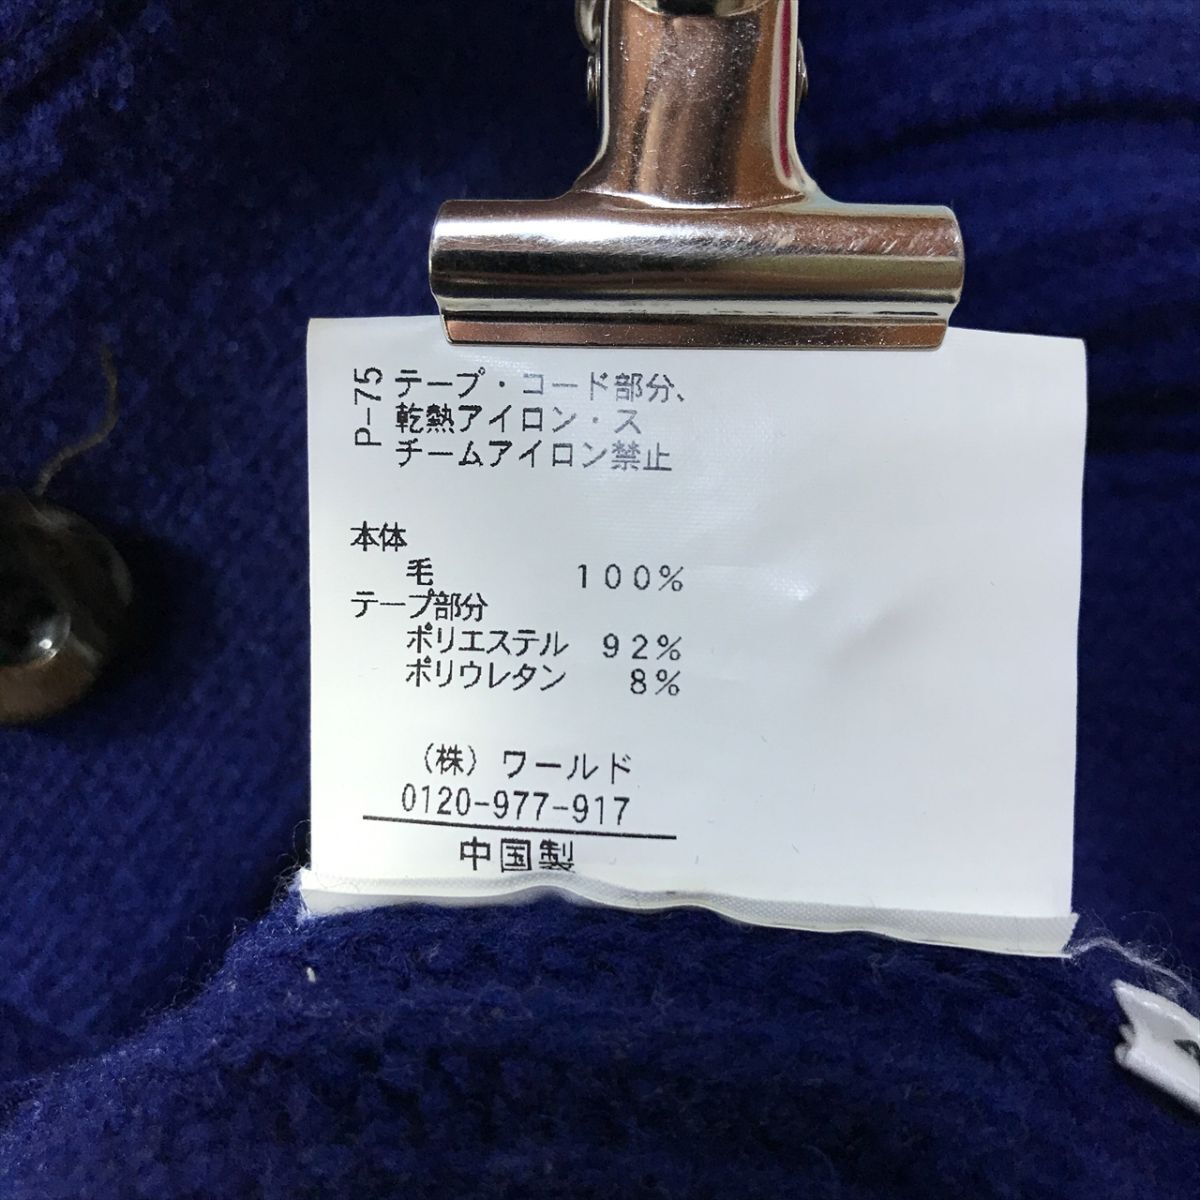 P-75
テープ・コード部分、
乾熱アイロン・ス
チームアイロン禁止
本体
毛 100%
テープ部分
ポリエステル 92%
ポリウレタン 8%
(株) ワールド
0120-977-917
中国製